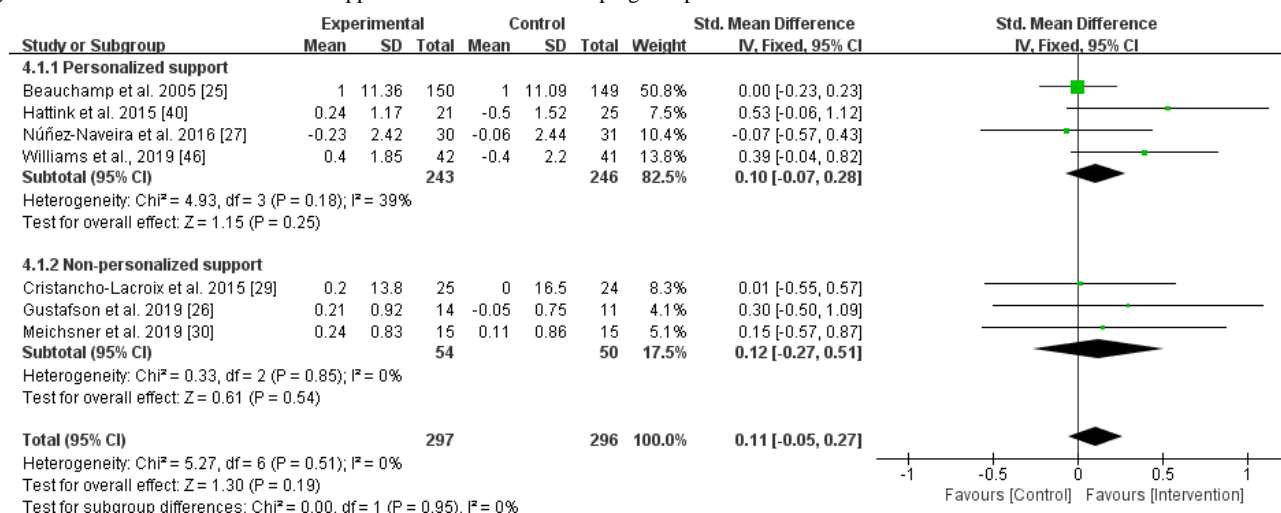 Experimental Control Std. Mean Difference Std. Mean Difference
Study or Subgroup Mean SD Total Mean SD Total Weight IV, Fixed, 95% CI IV, Fixed, 95% CI
4.1.1 Personalized support
Beauchamp et al. 2005 [25] 1 11.36 150 1 11.09 149 50.8% 0.00 [-0.23, 0.23]
Hattink et al. 2015 [40] 0.24 1.17 21 -0.5 1.52 25 7.5% 0.53 [-0.06, 1.12]
Núñez-Naveira et al. 2016 [27] -0.23 2.42 30 -0.06 2.44 31 10.4% -0.07 [-0.57, 0.43]
Williams et al., 2019 [46] 0.4 1.85 42 -0.4 2.2 41 13.8% 0.39 [-0.04, 0.82]
Subtotal (95% CI) 243 246 82.5% 0.10 [-0.07, 0.28]
Heterogeneity: Chi² = 4.93, df = 3 (P = 0.18); I² = 39%
Test for overall effect: Z = 1.15 (P = 0.25)
4.1.2 Non-personalized support
Cristancho-Lacroix et al. 2015 [29] 0.2 13.8 25 0 16.5 24 8.3% 0.01 [-0.55, 0.57]
Gustafson et al. 2019 [26] 0.21 0.92 14 -0.05 0.75 11 4.1% 0.30 [-0.50, 1.09]
Meichsner et al. 2019 [30] 0.24 0.83 15 0.11 0.86 15 5.1% 0.15 [-0.57, 0.87]
Subtotal (95% CI) 54 50 17.5% 0.12 [-0.27, 0.51]
Heterogeneity: Chi² = 0.33, df = 2 (P = 0.85); I² = 0%
Test for overall effect: Z = 0.61 (P = 0.54)
Total (95% CI) 297 296 100.0% 0.11 [-0.05, 0.27]
Heterogeneity: Chi² = 5.27, df = 6 (P = 0.51); I² = 0%
Test for overall effect: Z = 1.30 (P = 0.19)
Test for subgroup differences: Chi² = 0.00, df = 1 (P = 0.95), I² = 0%
-1 -0.5 0 0.5 1
Favours [Control] Favours [Intervention]